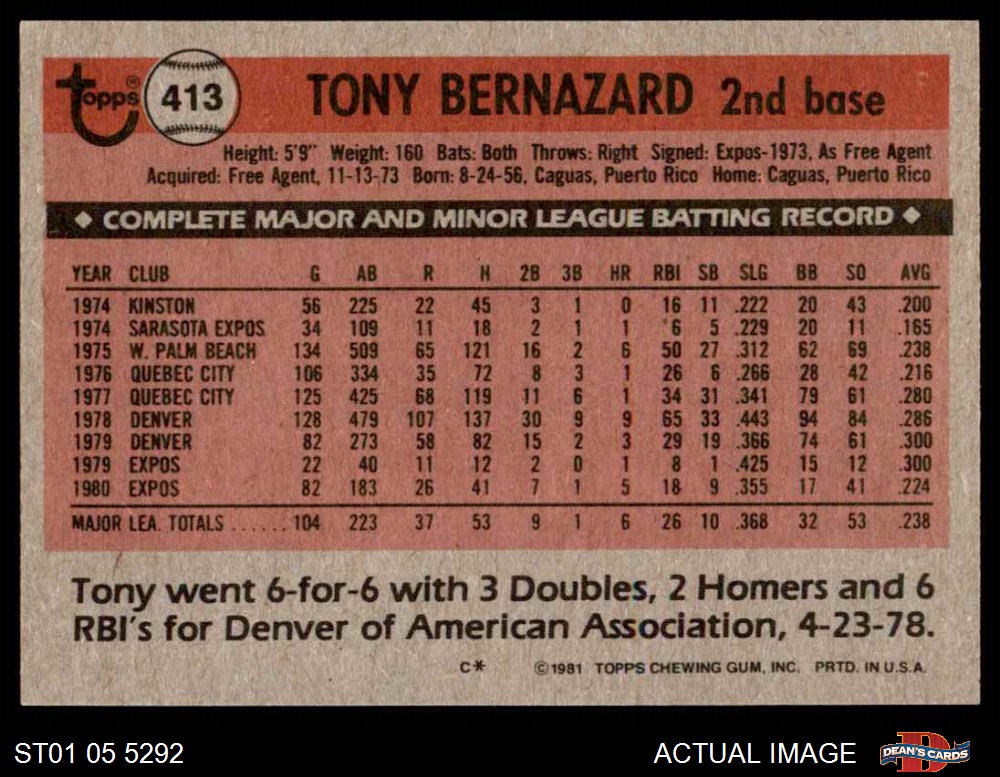 Topps® 413 TONY BERNAZARD 2nd base
Height: 5'9" Weight: 160 Bats: Both Throws: Right Signed: Expos-1973, As Free Agent
Acquired: Free Agent, 11-13-73 Born: 8-24-56, Caguas, Puerto Rico Home: Caguas, Puerto Rico
◆ COMPLETE MAJOR AND MINOR LEAGUE BATTING RECORD ◆
YEAR CLUB G AB R H 2B 3B HR RBI SB SLG BB SO AVG
1974 KINSTON 56 225 22 45 3 1 0 16 11 .222 20 43 .200
1974 SARASOTA EXPOS 34 109 11 18 2 1 1 6 5 .229 20 11 .165
1975 W. PALM BEACH 134 509 65 121 16 2 6 50 27 .312 62 69 .238
1976 QUEBEC CITY 106 334 35 72 8 3 1 26 6 .266 28 42 .216
1977 QUEBEC CITY 125 425 68 119 11 6 1 34 31 .341 79 61 .280
1978 DENVER 128 479 107 137 30 9 9 65 33 .443 94 84 .286
1979 DENVER 82 273 58 82 15 2 3 29 19 .366 74 61 .300
1979 EXPOS 22 40 11 12 2 0 1 8 1 .425 15 12 .300
1980 EXPOS 82 183 26 41 7 1 5 18 9 .355 17 41 .224
MAJOR LEA. TOTALS ...... 104 223 37 53 9 1 6 26 10 .368 32 53 .238
Tony went 6-for-6 with 3 Doubles, 2 Homers and 6
RBI's for Denver of American Association, 4-23-78.
C* ©1981 TOPPS CHEWING GUM, INC. PRTD. IN U.S.A.
ST01 05 5292 ACTUAL IMAGE DEAN'S CARDS